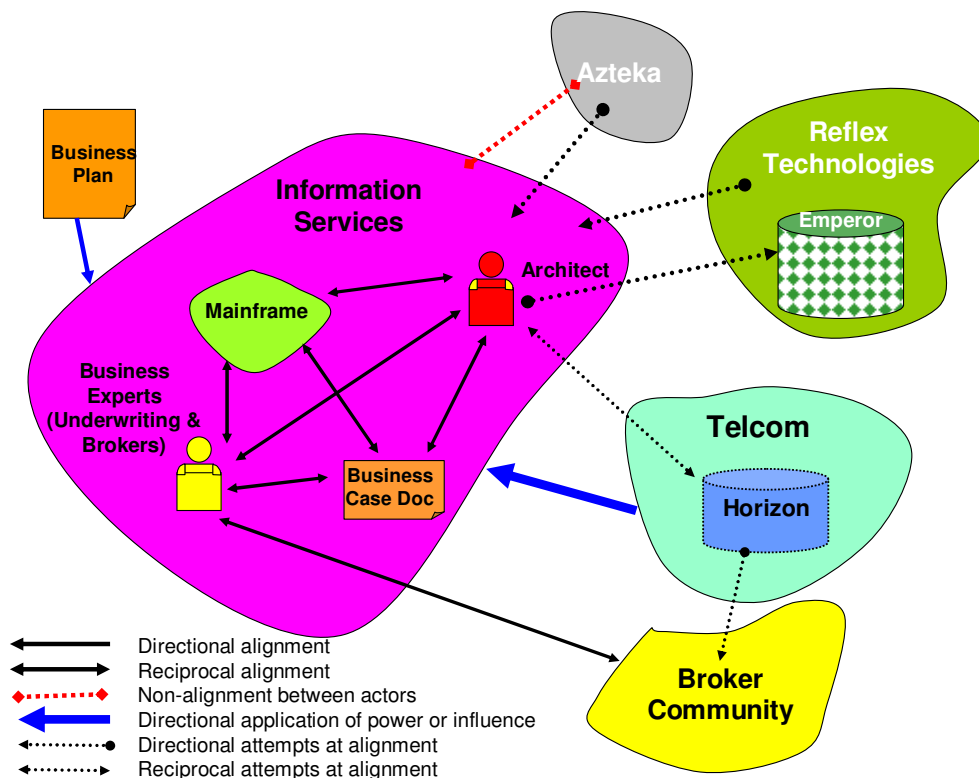 Azteka
Reflex
Technologies
Emperor
Business
Plan
Information
Services
Architect
Mainframe
Business
Experts
(Underwriting &
Brokers)
Business
Case Doc
Telcom
Horizon
Broker
Community
Directional alignment
Reciprocal alignment
Non-alignment between actors
Directional application of power or influence
Directional attempts at alignment
Reciprocal attempts at alignment